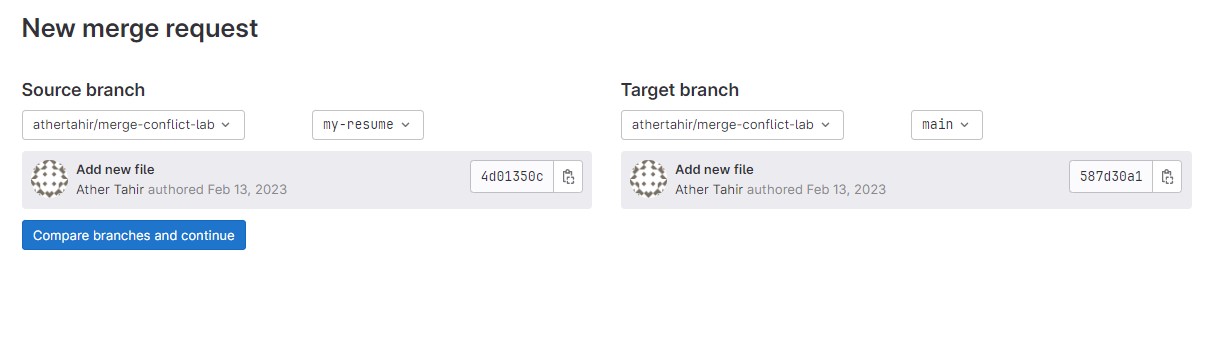 New merge request
Source branch
athertahir/merge-conflict-lab
my-resume
Add new file
Ather Tahir authored Feb 13, 2023
4d01350c
Target branch
athertahir/merge-conflict-lab
main
Add new file
Ather Tahir authored Feb 13, 2023
587d30a1
Compare branches and continue